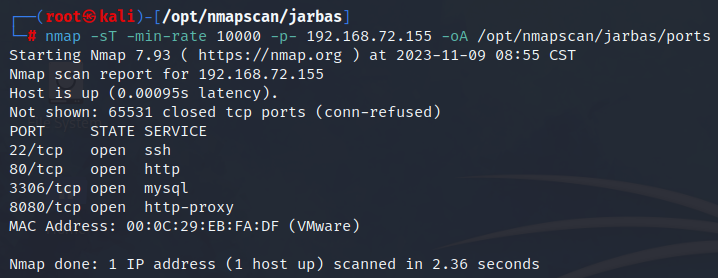 ┌──(root㉿kali)-[/opt/nmapscan/jarbas]
└─# nmap -sT -min-rate 10000 -p- 192.168.72.155 -oA /opt/nmapscan/jarbas/ports
Starting Nmap 7.93 ( https://nmap.org ) at 2023-11-09 08:55 CST
Nmap scan report for 192.168.72.155
Host is up (0.00095s latency).
Not shown: 65531 closed tcp ports (conn-refused)
PORT     STATE SERVICE
22/tcp   open  ssh
80/tcp   open  http
3306/tcp open  mysql
8080/tcp open  http-proxy
MAC Address: 00:0C:29:EB:FA:DF (VMware)
Nmap done: 1 IP address (1 host up) scanned in 2.36 seconds